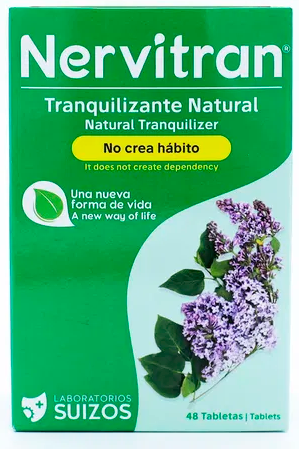 Nervitran®
Tranquilizante Natural
Natural Tranquilizer
No crea hábito
It does not create dependency
Una nueva
forma de vida
A new way of life
LABORATORIOS
SUIZOS
48 Tabletas | Tablets